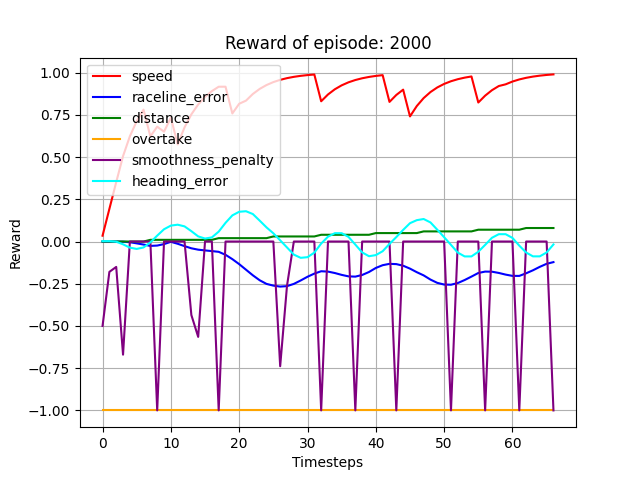 Reward of episode: 2000
1.00
0.75
0.50
0.25
0.00
−0.25
−0.50
−0.75
−1.00
Reward
speed
raceline_error
distance
overtake
smoothness_penalty
heading_error
0 10 20 30 40 50 60
Timesteps